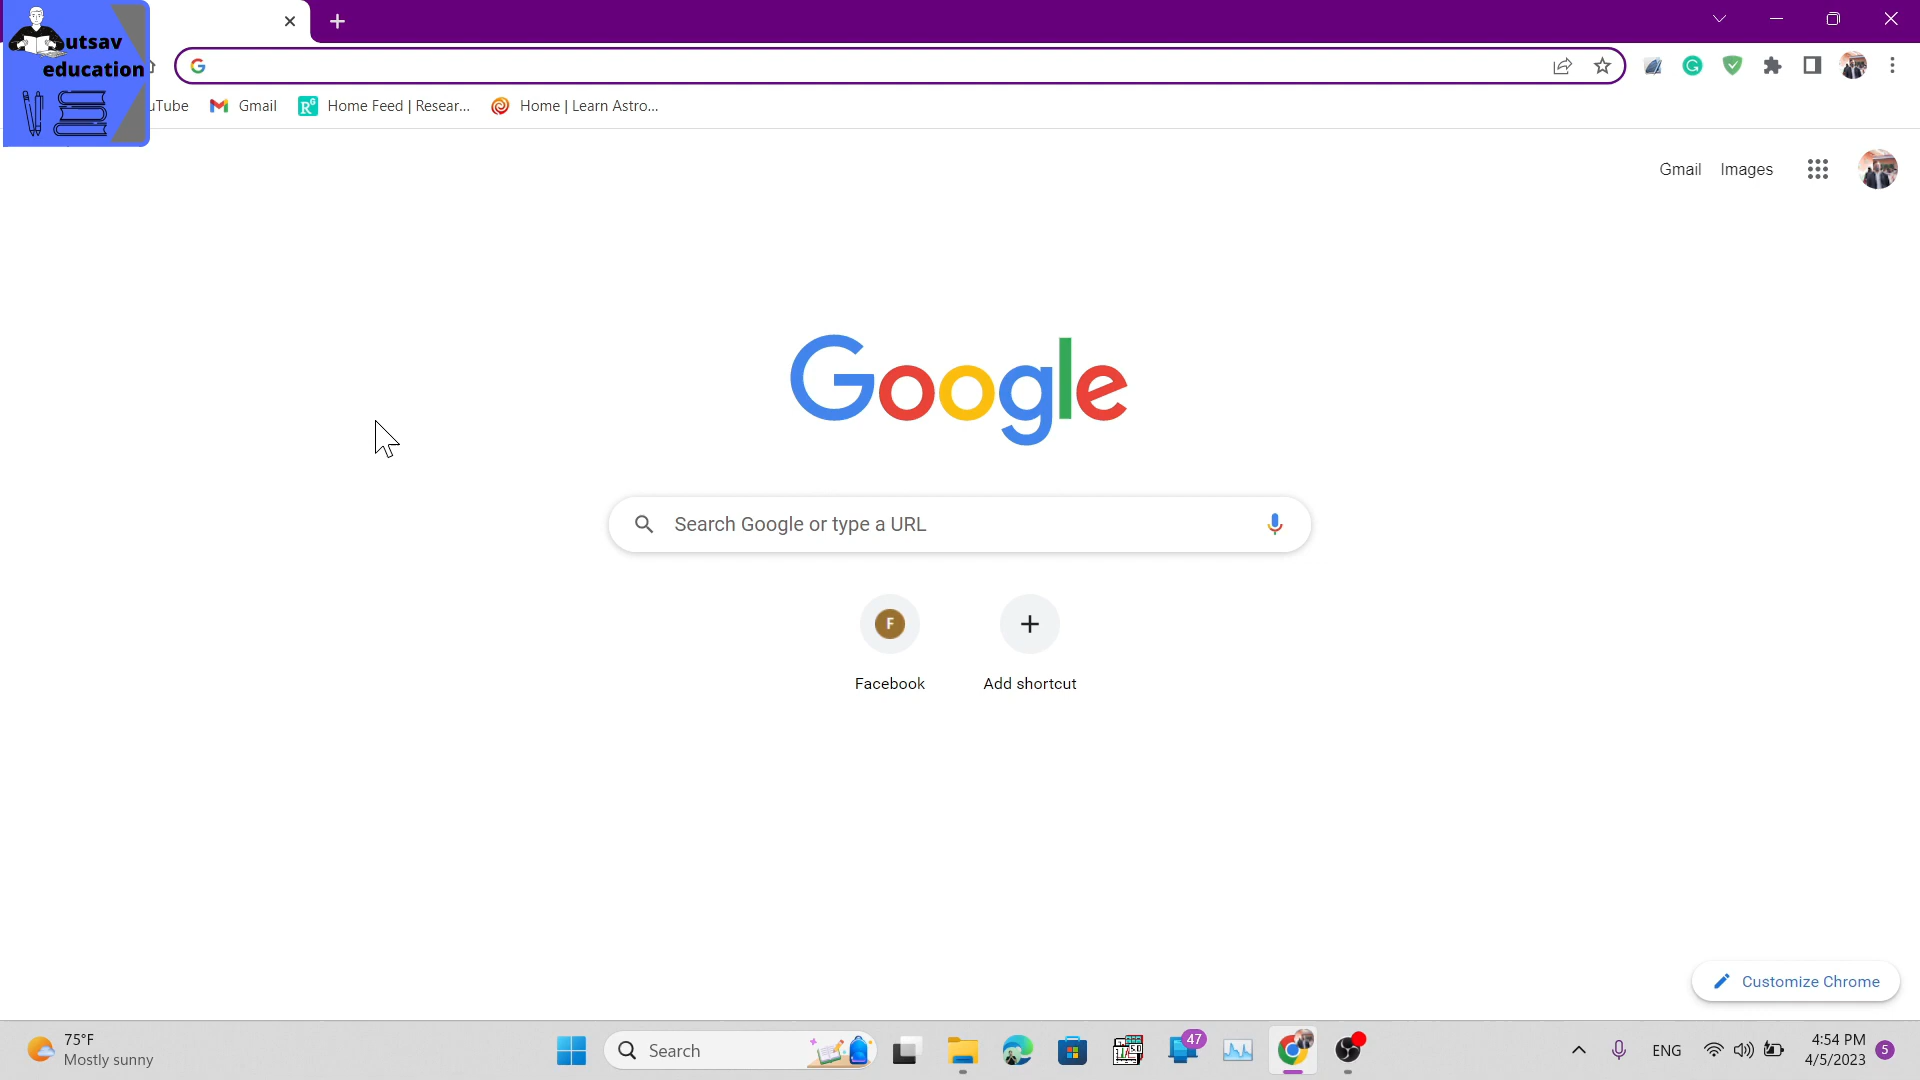 utsav
education
uTube
Gmail
Home Feed | Resear...
Home | Learn Astro...
Gmail
Images
Google
Search Google or type a URL
F
Facebook
Add shortcut
Customize Chrome
75°F
Mostly sunny
Search
47
ENG
4:54 PM
4/5/2023
5